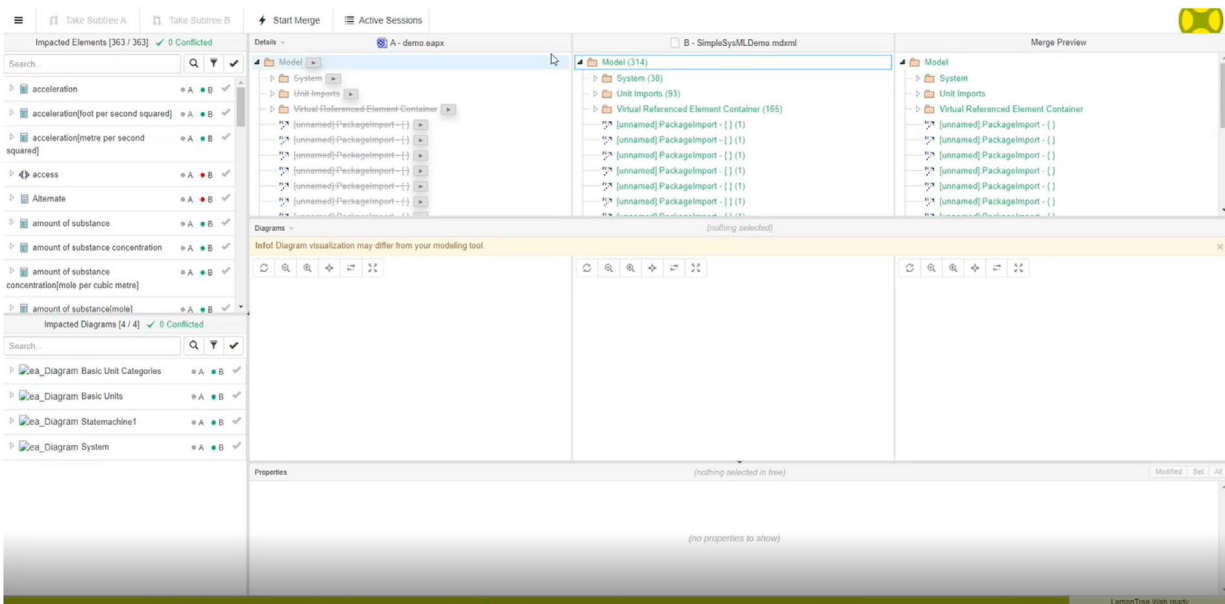 Take Subtree A Take Subtree B Start Merge Active Sessions
Impacted Elements [363 / 363] 0 Conflicted
Search...
acceleration A B
acceleration[foot per second squared] A B
acceleration[metre per second squared] A B
access A B
Alternate A B
amount of substance A B
amount of substance concentration A B
amount of substance concentration[mole per cubic metre] A B
amount of substance[mole] A B
Impacted Diagrams [4 / 4] 0 Conflicted
Search...
ea_Diagram Basic Unit Categories A B
ea_Diagram Basic Units A B
ea_Diagram Statemachine1 A B
ea_Diagram System A B
Details A - demo.eapx B - SimpleSysMLDemo.mdxml Merge Preview
Model
System
Unit Imports
Virtual Referenced Element Container
[unnamed]:PackageImport - { }
[unnamed]:PackageImport - { }
[unnamed]:PackageImport - { }
[unnamed]:PackageImport - { }
[unnamed]:PackageImport - { }
[unnamed]:PackageImport - { }
Model (314)
System (38)
Unit Imports (93)
Virtual Referenced Element Container (165)
[unnamed]:PackageImport - { } (1)
[unnamed]:PackageImport - { } (1)
[unnamed]:PackageImport - { } (1)
[unnamed]:PackageImport - { } (1)
[unnamed]:PackageImport - { } (1)
[unnamed]:PackageImport - { } (1)
[unnamed]:PackageImport - { } (1)
Model
System
Unit Imports
Virtual Referenced Element Container
[unnamed]:PackageImport - { }
[unnamed]:PackageImport - { }
[unnamed]:PackageImport - { }
[unnamed]:PackageImport - { }
[unnamed]:PackageImport - { }
[unnamed]:PackageImport - { }
[unnamed]:PackageImport - { }
Diagrams (nothing selected)
Info! Diagram visualization may differ from your modeling tool.
Properties (nothing selected in tree) Modified Set All
(no properties to show)
LemonTree Web ready